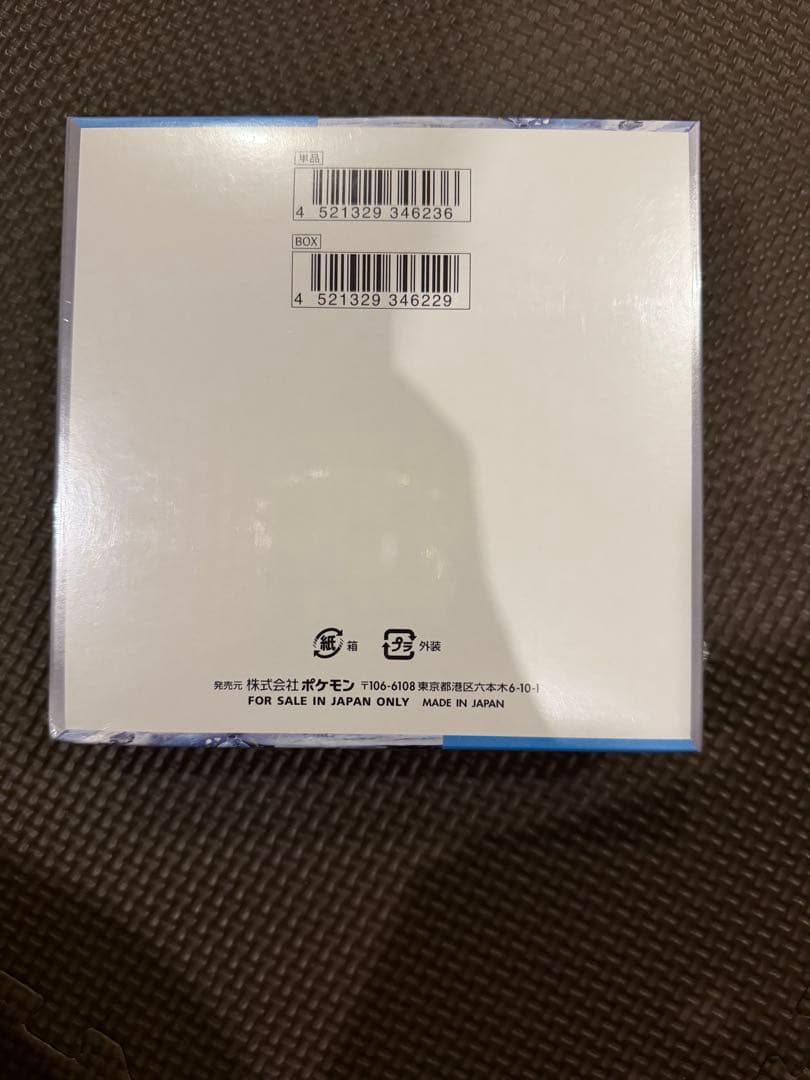 単品
4 521329 346236
BOX
4 521329 346229
紙 箱 プラ 外装
発売元 株式会社ポケモン 〒106-6108 東京都港区六本木6-10-1
FOR SALE IN JAPAN ONLY MADE IN JAPAN